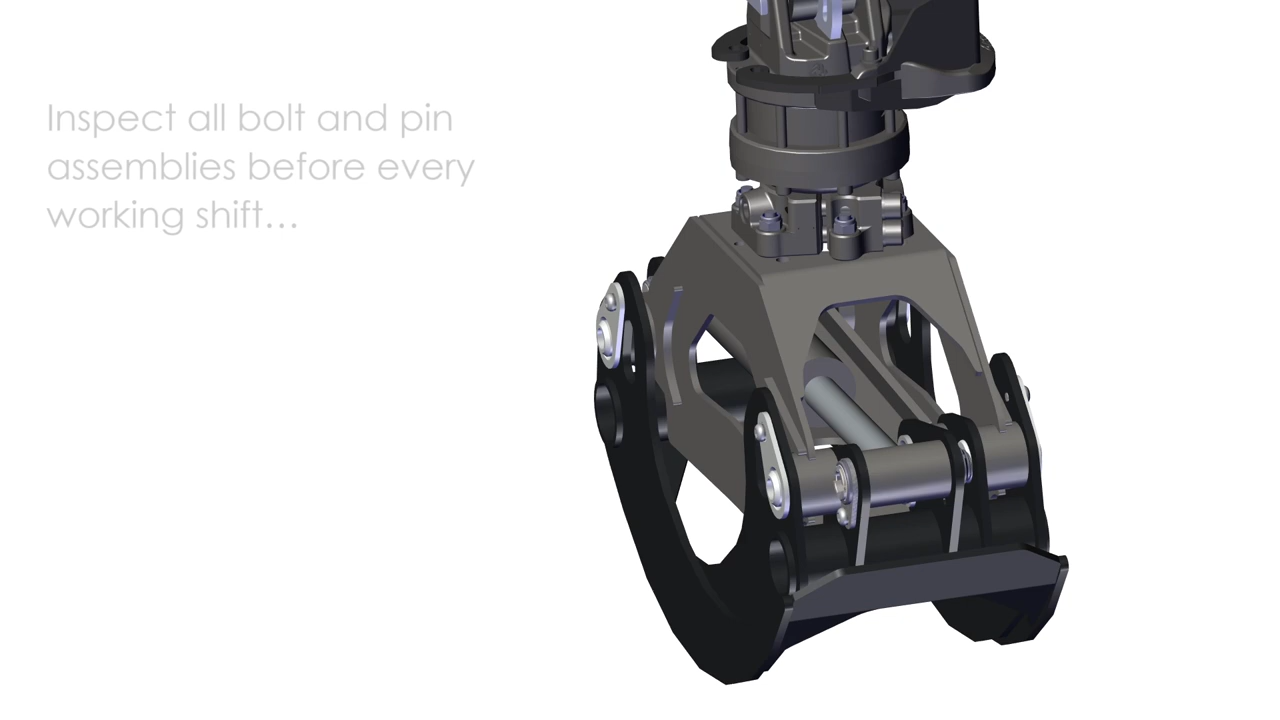 Inspect all bolt and pin
assemblies before every
working shift...